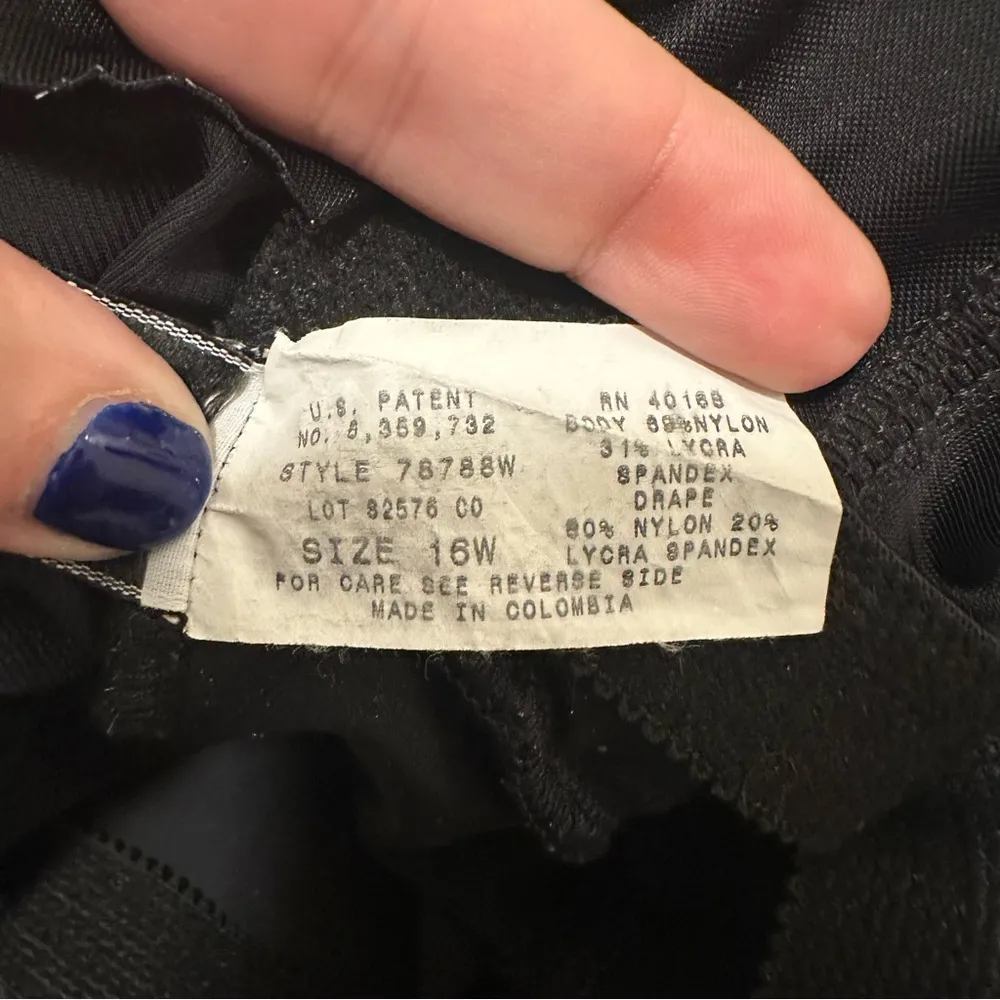 U.S. PATENT
NO. 6,359,732
STYLE 78788W
LOT 82576 CO
SIZE 16W
RN 40168
BODY 69% NYLON
31% LYCRA
SPANDEX
DRAPE
80% NYLON 20%
LYCRA SPANDEX
FOR CARE SEE REVERSE SIDE
MADE IN COLOMBIA